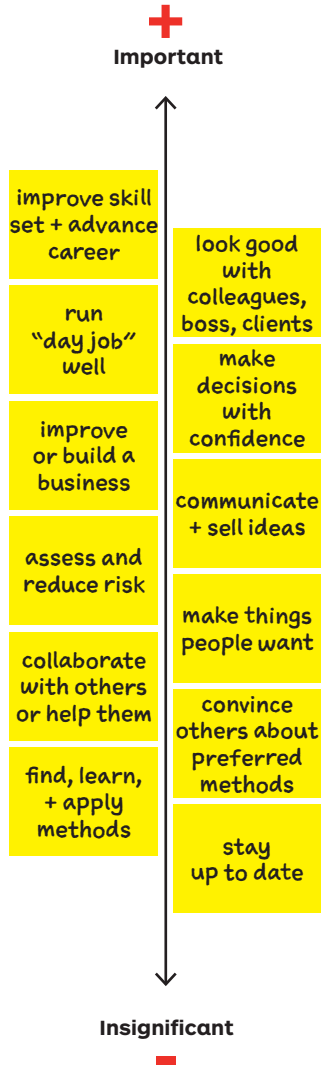 +
Important
improve skill
set + advance
career
look good
with
colleagues,
boss, clients
run
“day job”
well
make
decisions
with
confidence
improve
or build a
business
communicate
+ sell ideas
assess and
reduce risk
make things
people want
collaborate
with others
or help them
convince
others about
preferred
methods
find, learn,
+ apply
methods
stay
up to date
Insignificant
-